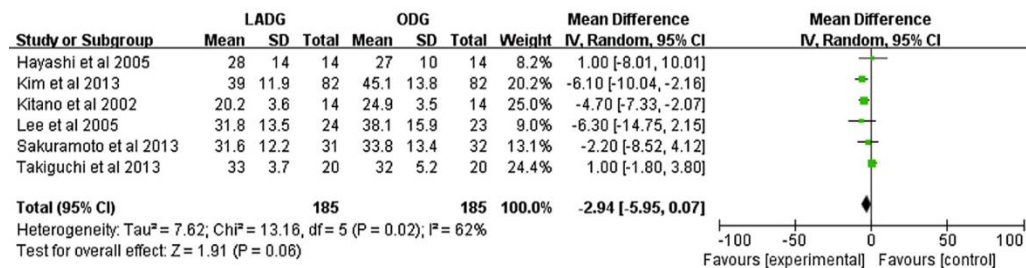 LADG ODG Mean Difference Mean Difference
Study or Subgroup Mean SD Total Mean SD Total Weight IV, Random, 95% CI IV, Random, 95% CI
Hayashi et al 2005 28 14 14 27 10 14 8.2% 1.00 [-8.01, 10.01]
Kim et al 2013 39 11.9 82 45.1 13.8 82 20.2% -6.10 [-10.04, -2.16]
Kitano et al 2002 20.2 3.6 14 24.9 3.5 14 25.0% -4.70 [-7.33, -2.07]
Lee et al 2005 31.8 13.5 24 38.1 15.9 23 9.0% -6.30 [-14.75, 2.15]
Sakuramoto et al 2013 31.6 12.2 31 33.8 13.4 32 13.1% -2.20 [-8.52, 4.12]
Takiguchi et al 2013 33 3.7 20 32 5.2 20 24.4% 1.00 [-1.80, 3.80]
Total (95% CI) 185 185 100.0% -2.94 [-5.95, 0.07]
Heterogeneity: Tau² = 7.62; Chi² = 13.16, df = 5 (P = 0.02); I² = 62%
Test for overall effect: Z = 1.91 (P = 0.06)
-100 -50 0 50 100
Favours [experimental] Favours [control]